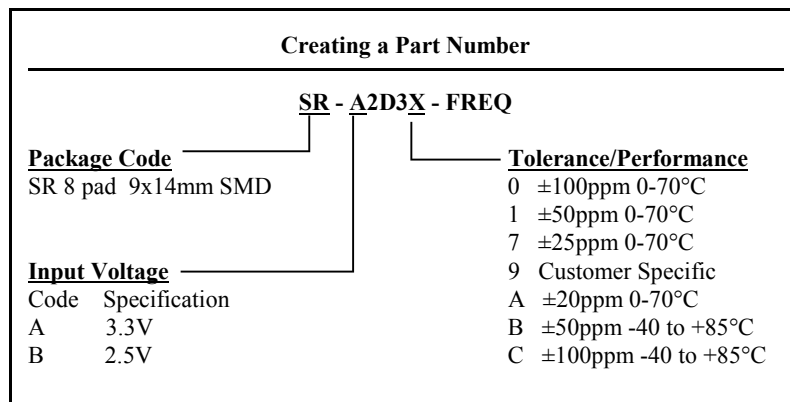 Creating a Part Number
SR - A2D3X - FREQ
Package Code
SR 8 pad 9x14mm SMD
Input Voltage
Code Specification
A 3.3V
B 2.5V
Tolerance/Performance
0 ±100ppm 0-70°C
1 ±50ppm 0-70°C
7 ±25ppm 0-70°C
9 Customer Specific
A ±20ppm 0-70°C
B ±50ppm -40 to +85°C
C ±100ppm -40 to +85°C